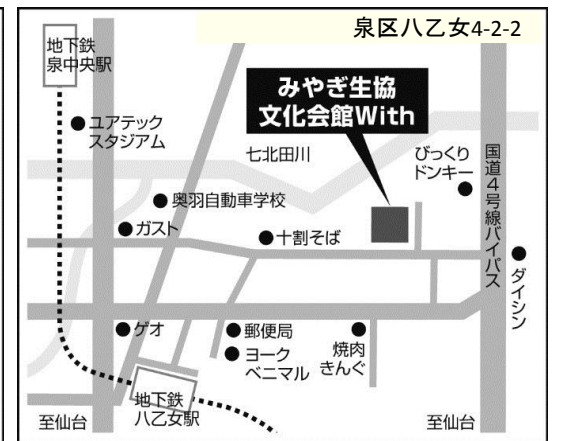 泉区八乙女4-2-2
地下鉄
泉中央駅
みやぎ生協
文化会館With
ユアテック
スタジアム
七北田川
びっくり
ドンキー
国道4号線バイパス
奥羽自動車学校
ガスト
十割そば
ダイシン
ゲオ
郵便局
ヨーク
ベニマル
焼肉
きんぐ
地下鉄
八乙女駅
至仙台
至仙台